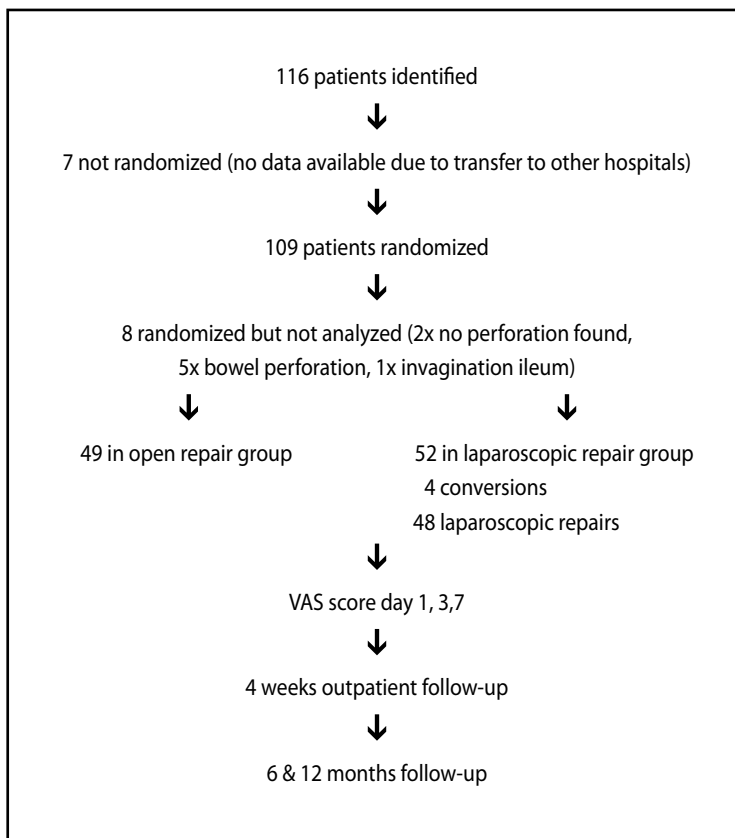 116 patients identified
7 not randomized (no data available due to transfer to other hospitals)
109 patients randomized
8 randomized but not analyzed (2x no perforation found,
5x bowel perforation, 1x invagination ileum)
49 in open repair group
52 in laparoscopic repair group
4 conversions
48 laparoscopic repairs
VAS score day 1, 3,7
4 weeks outpatient follow-up
6 & 12 months follow-up